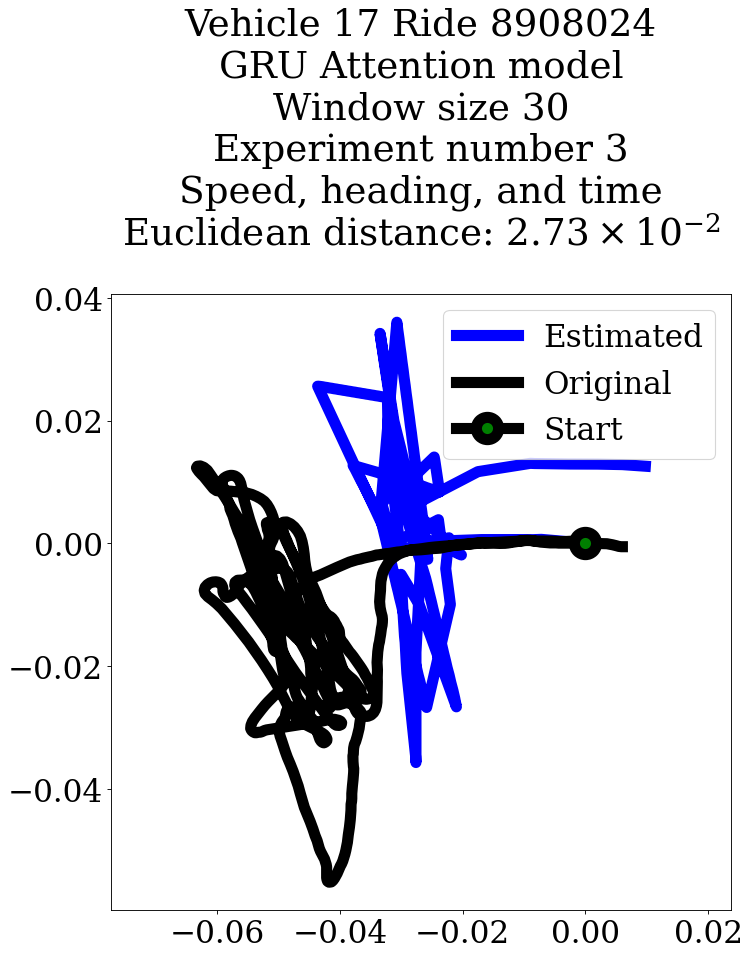 Vehicle 17 Ride 8908024
GRU Attention model
Window size 30
Experiment number 3
Speed, heading, and time
Euclidean distance: 2.73 × 10⁻²
Estimated
Original
Start
0.04
0.02
0.00
−0.02
−0.04
−0.06 −0.04 −0.02 0.00 0.02